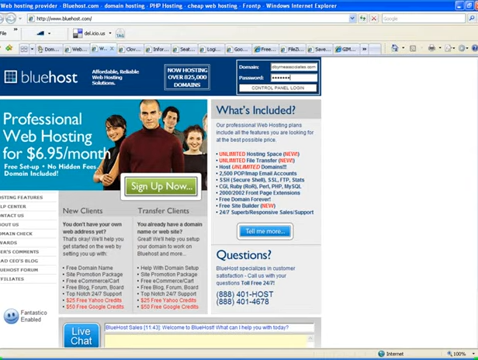 Web hosting provider - Bluehost.com - domain hosting - PHP Hosting - cheap web hosting - Frontp - Windows Internet Explorer
http://www.bluehost.com/
File
del.icio.us
bluehost
Affordable, Reliable
Web Hosting
Solutions.
NOW HOSTING
OVER 825,000
DOMAINS
Domain:
Password:
CONTROL PANEL LOGIN
Professional
Web Hosting
for $6.95/month
Free Set-up • No Hidden Fees
Sign Up Now...
What's Included?
Our professional Web Hosting plans
include all the features you are looking for
at the best possible price.
UNLIMITED Hosting Space (NEW!)
UNLIMITED File Transfer (NEW!)
Host UNLIMITED Domains!!!
2,500 POP/Imap Email Accounts
SSH (Secure Shell), SSL, FTP, Stats
CGI, Ruby (RoR), Perl, PHP, MySQL
2000/2002 Front Page Extensions
Free Domain Forever!
Free Site Builder (NEW!)
24/7 Superb/Responsive Sales/Support
Tell me more...
HOSTING FEATURES
HELP CENTER
CONTACT US
ABOUT US
DOMAIN CHECK
AWARDS
USER'S COMMENTS
BLUEHOST FORUM
AFFILIATES
New Clients
You don't have your
own web address yet?
That's okay! We'll help you
get started on the web by
setting you up with:
• Free Domain Name
• Site Promotion Package
• Free eCommerce/Cart
• Free Blog, Forum, Board
• Top Notch 24/7 Support
• $25 Free Yahoo Credits
• $50 Free Google Credits
Transfer Clients
You already have a domain
name or web site?
Great! We'll help you setup
your domain to work on
Bluehost and much more...
• Help With Domain Setup
• Site Promotion Package
• Free eCommerce/Cart
• Free Blog, Forum, Board
• Top Notch 24/7 Support
• $25 Free Yahoo Credits
• $50 Free Google Credits
Questions?
BlueHost specializes in customer
satisfaction - Call us with your
questions Toll Free 24/7!
(888) 401-HOST
(888) 401-4678
Fantastico
Enabled
Live
Chat
BlueHost Sales [11:43] Welcome to BlueHost! What can I help you with today?
Internet
100%